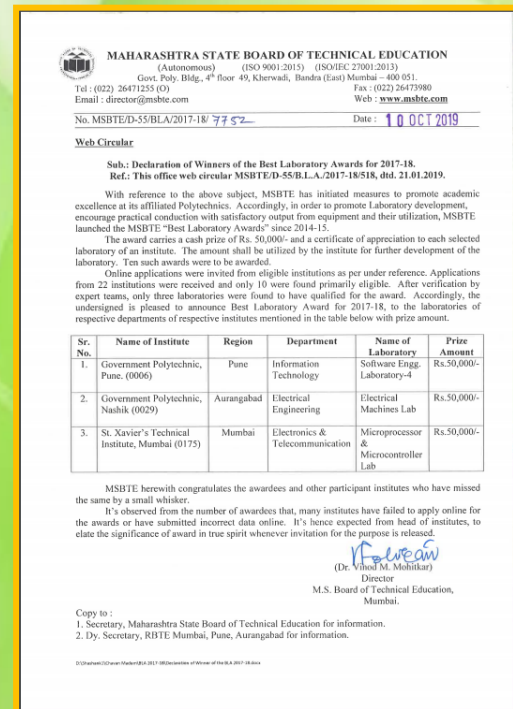 MAHARASHTRA STATE BOARD OF TECHNICAL EDUCATION
(Autonomous) (ISO 9001:2015) (ISO/IEC 27001:2013)
Govt. Poly. Bldg., 4th floor 49, Kherwadi, Bandra (East) Mumbai – 400 051.
Tel : (022) 26471255 (O) Fax : (022) 26473980
Email : director@msbte.com Web : www.msbte.com
No. MSBTE/D-55/BLA/2017-18/ 7752 Date : 10 OCT 2019
Web Circular
Sub.: Declaration of Winners of the Best Laboratory Awards for 2017-18.
Ref.: This office web circular MSBTE/D-55/B.L.A./2017-18/518, dtd. 21.01.2019.
With reference to the above subject, MSBTE has initiated measures to promote academic
excellence at its affiliated Polytechnics. Accordingly, in order to promote Laboratory development,
encourage practical conduction with satisfactory output from equipment and their utilization, MSBTE
launched the MSBTE “Best Laboratory Awards” since 2014-15.
The award carries a cash prize of Rs. 50,000/- and a certificate of appreciation to each selected
laboratory of an institute. The amount shall be utilized by the institute for further development of the
laboratory. Ten such awards were to be awarded.
Online applications were invited from eligible institutions as per under reference. Applications
from 22 institutions were received and only 10 were found primarily eligible. After verification by
expert teams, only three laboratories were found to have qualified for the award. Accordingly, the
undersigned is pleased to announce Best Laboratory Award for 2017-18, to the laboratories of
respective departments of respective institutes mentioned in the table below with prize amount.
Sr. Name of Institute Region Department Name of Prize
No. Laboratory Amount
1. Government Polytechnic, Pune Information Software Engg. Rs.50,000/-
Pune. (0006) Technology Laboratory-4
2. Government Polytechnic, Aurangabad Electrical Electrical Rs.50,000/-
Nashik (0029) Engineering Machines Lab
3. St. Xavier's Technical Mumbai Electronics & Microprocessor Rs.50,000/-
Institute, Mumbai (0175) Telecommunication &
Microcontroller
Lab
MSBTE herewith congratulates the awardees and other participant institutes who have missed
the same by a small whisker.
It's observed from the number of awardees that, many institutes have failed to apply online for
the awards or have submitted incorrect data online. It's hence expected from head of institutes, to
elate the significance of award in true spirit whenever invitation for the purpose is released.
(Dr. Vinod M. Mohitkar)
Director
M.S. Board of Technical Education,
Mumbai.
Copy to :
1. Secretary, Maharashtra State Board of Technical Education for information.
2. Dy. Secretary, RBTE Mumbai, Pune, Aurangabad for information.